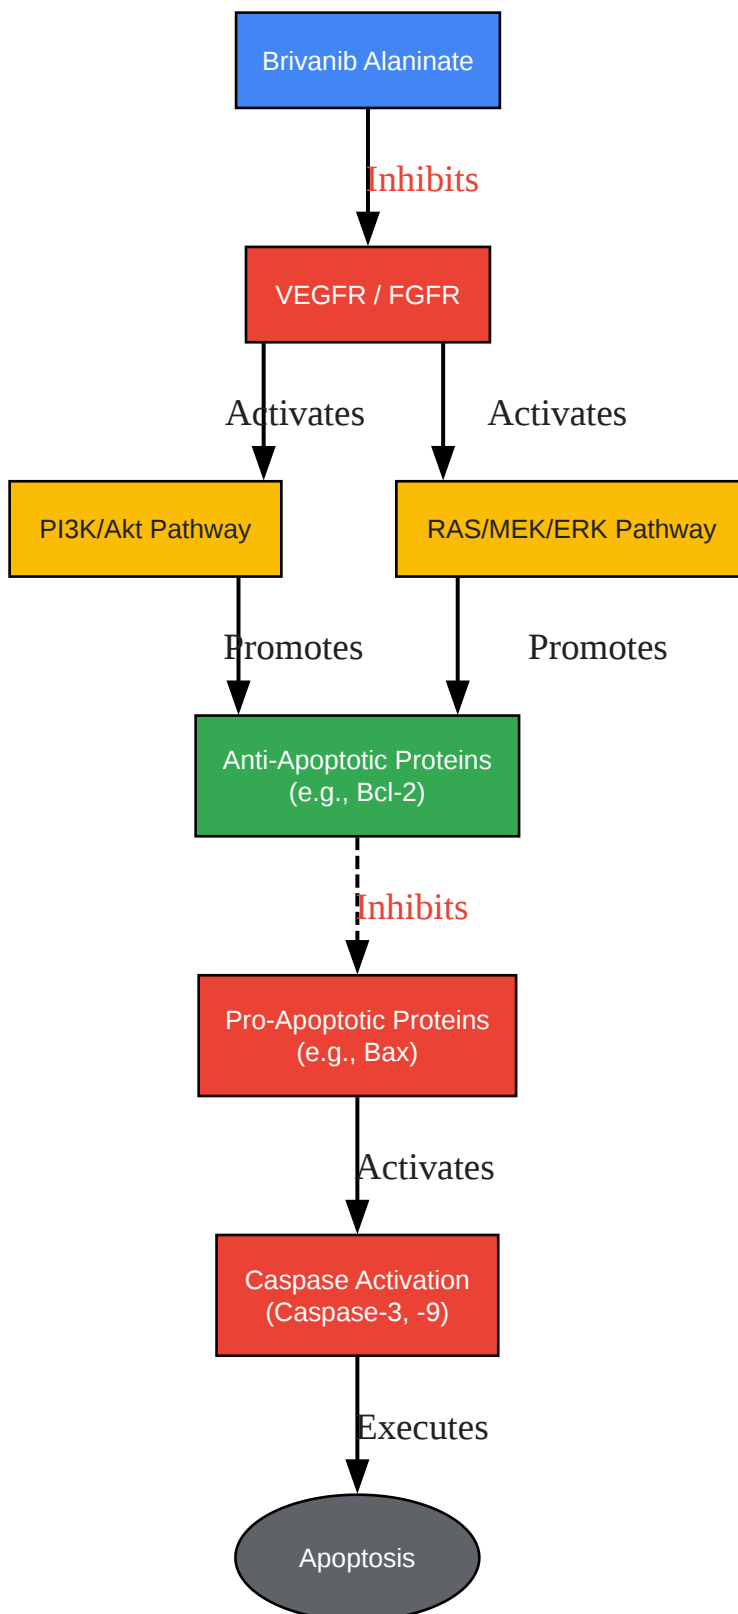 Brivanib Alaninate
Inhibits
VEGFR / FGFR
Activates
Activates
PI3K/Akt Pathway
RAS/MEK/ERK Pathway
Promotes
Promotes
Anti-Apoptotic Proteins
(e.g., Bcl-2)
Inhibits
Pro-Apoptotic Proteins
(e.g., Bax)
Activates
Caspase Activation
(Caspase-3, -9)
Executes
Apoptosis